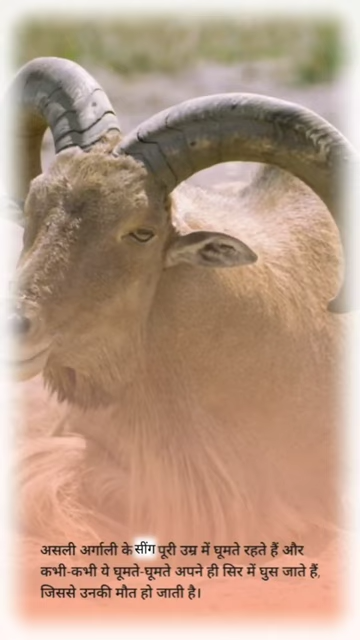 असली अर्गाली के सींग पूरी उम्र में घूमते रहते हैं और
कभी-कभी ये घूमते-घूमते अपने ही सिर में घुस जाते हैं,
जिससे उनकी मौत हो जाती है।